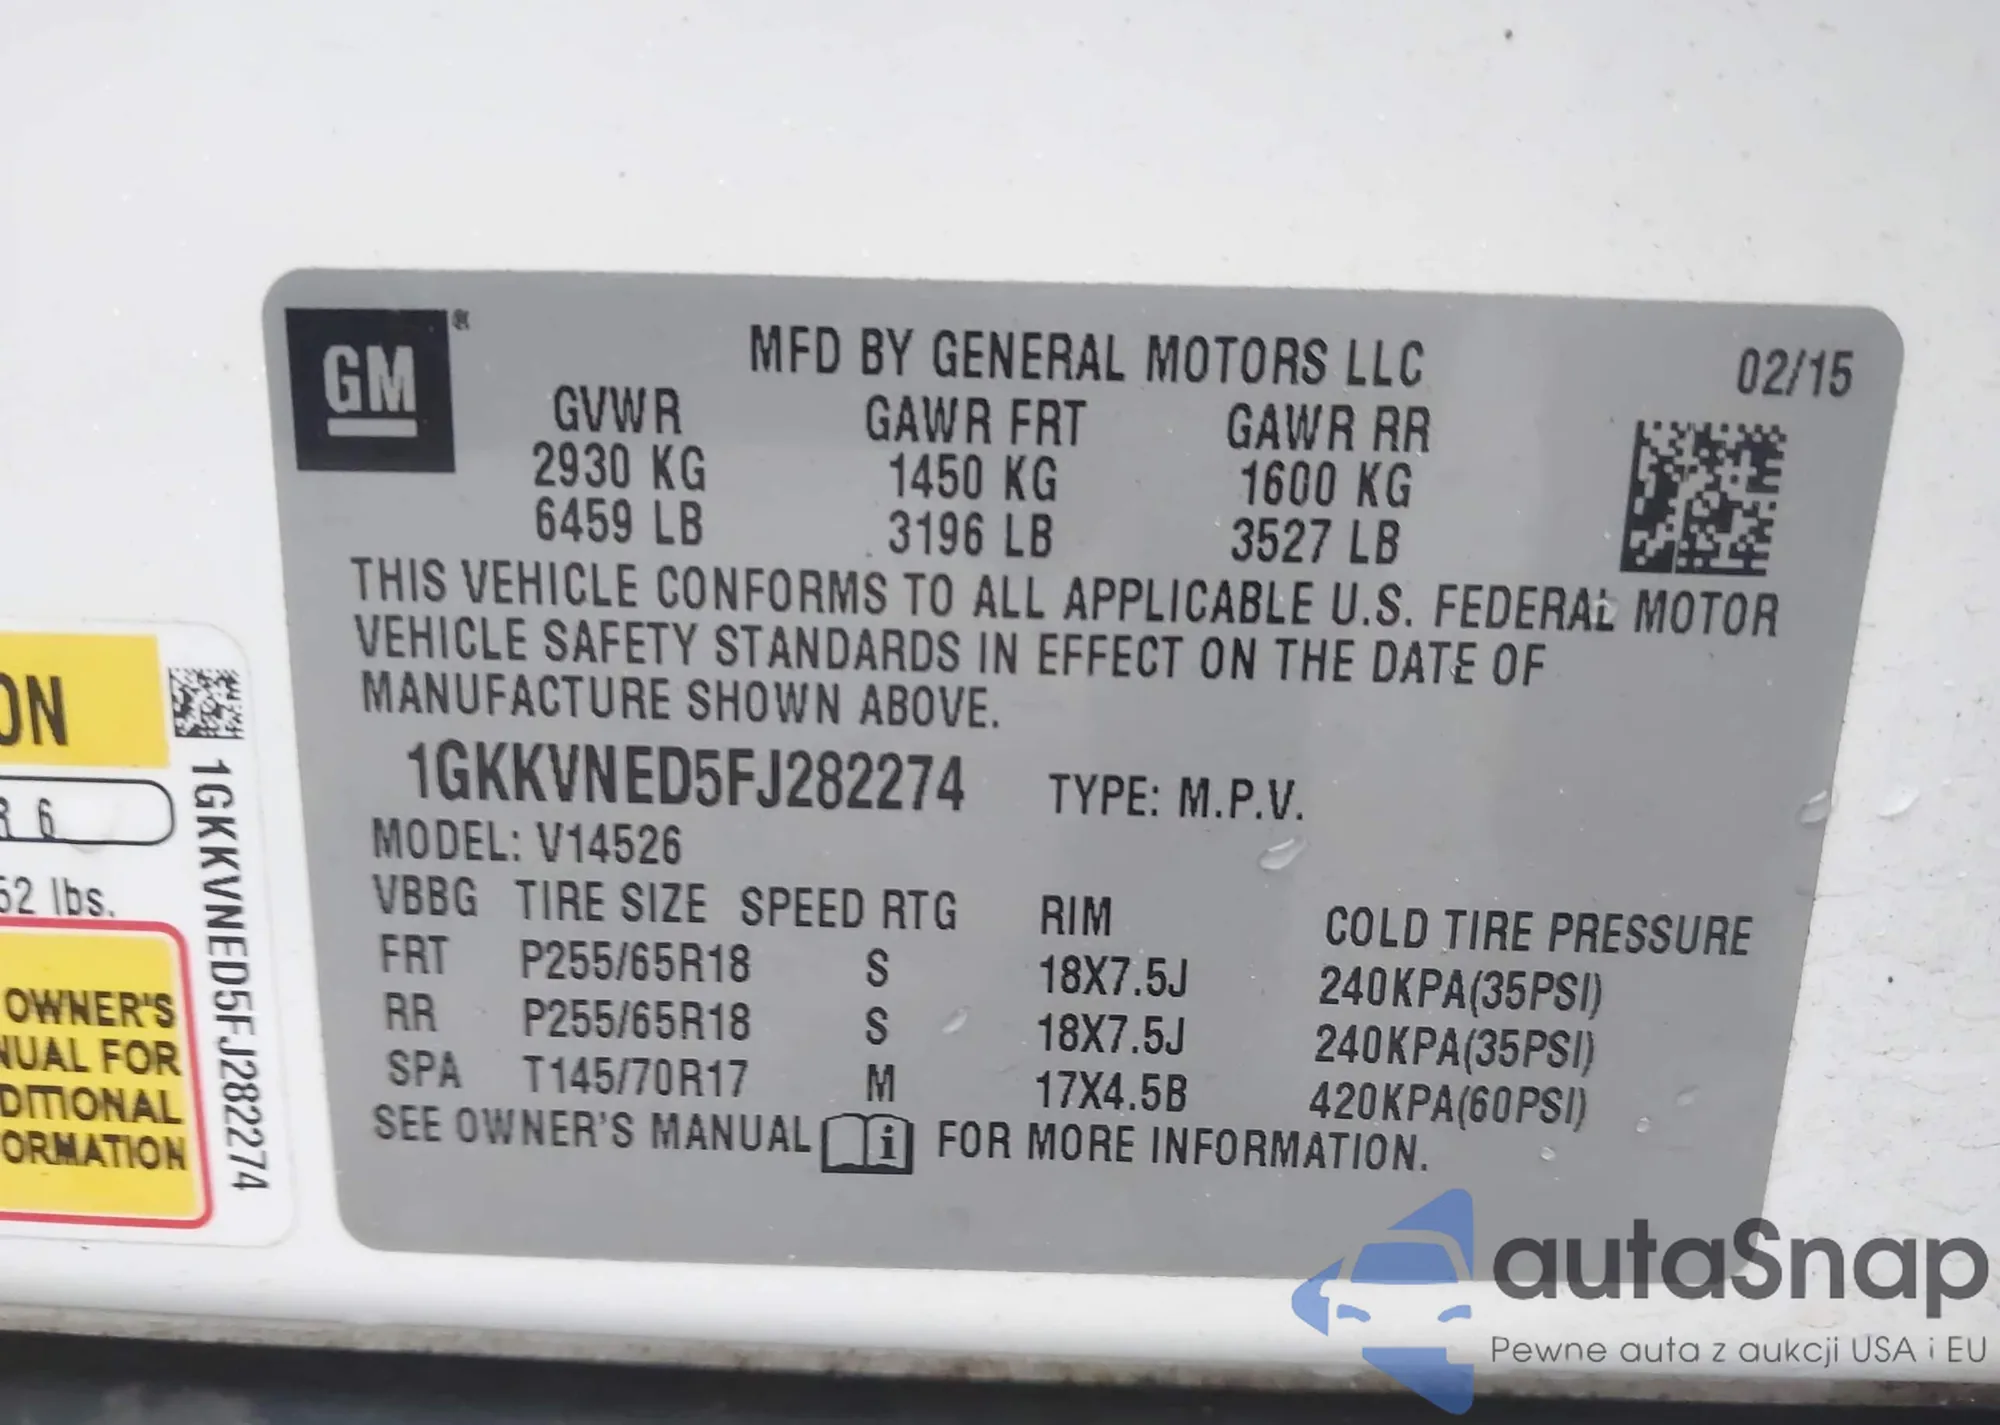 GM
MFD BY GENERAL MOTORS LLC 02/15
GVWR GAWR FRT GAWR RR
2930 KG 1450 KG 1600 KG
6459 LB 3196 LB 3527 LB
THIS VEHICLE CONFORMS TO ALL APPLICABLE U.S. FEDERAL MOTOR
VEHICLE SAFETY STANDARDS IN EFFECT ON THE DATE OF
MANUFACTURE SHOWN ABOVE.
1GKKVNED5FJ282274 TYPE: M.P.V.
MODEL: V14526
VBBG TIRE SIZE SPEED RTG RIM COLD TIRE PRESSURE
FRT P255/65R18 S 18X7.5J 240KPA(35PSI)
RR P255/65R18 S 18X7.5J 240KPA(35PSI)
SPA T145/70R17 M 17X4.5B 420KPA(60PSI)
SEE OWNER'S MANUAL i FOR MORE INFORMATION.
ON
R 6
52 lbs.
OWNER'S
NUAL FOR
DITIONAL
ORMATION
1GKKVNED5FJ282274
autaSnap
Pewne auta z aukcji USA i EU